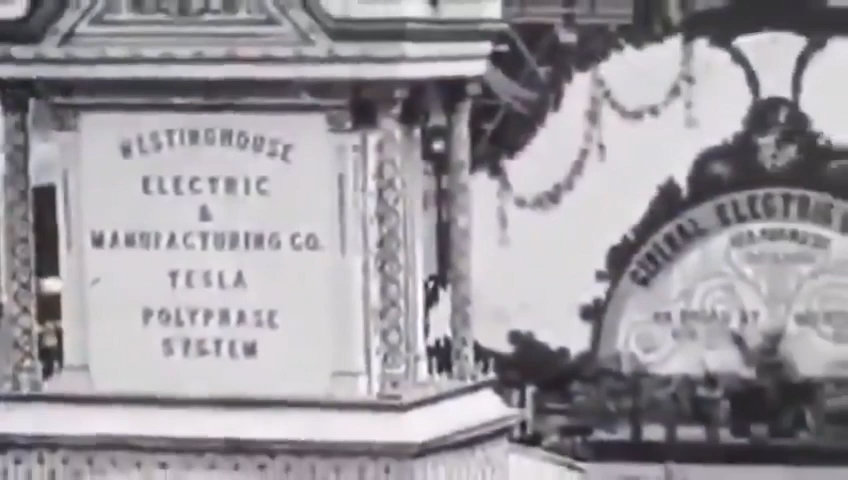 WESTINGHOUSE
ELECTRIC
&
MANUFACTURING CO.
TESLA
POLYPHASE
SYSTEM
GENERAL ELECTRIC